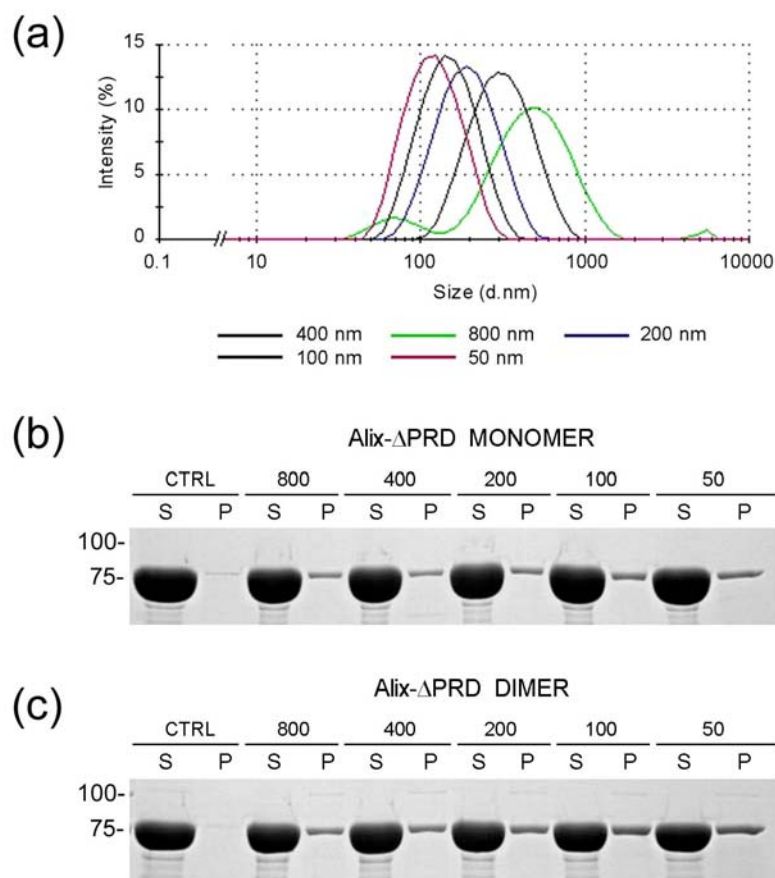 (a)
15
10
5
0
Intensity (%)
0.1 10 100 1000 10000
Size (d.nm)
400 nm 800 nm 200 nm
100 nm 50 nm
(b)
Alix-ΔPRD MONOMER
CTRL 800 400 200 100 50
S P S P S P S P S P S P
100-
75-
(c)
Alix-ΔPRD DIMER
CTRL 800 400 200 100 50
S P S P S P S P S P S P
100-
75-